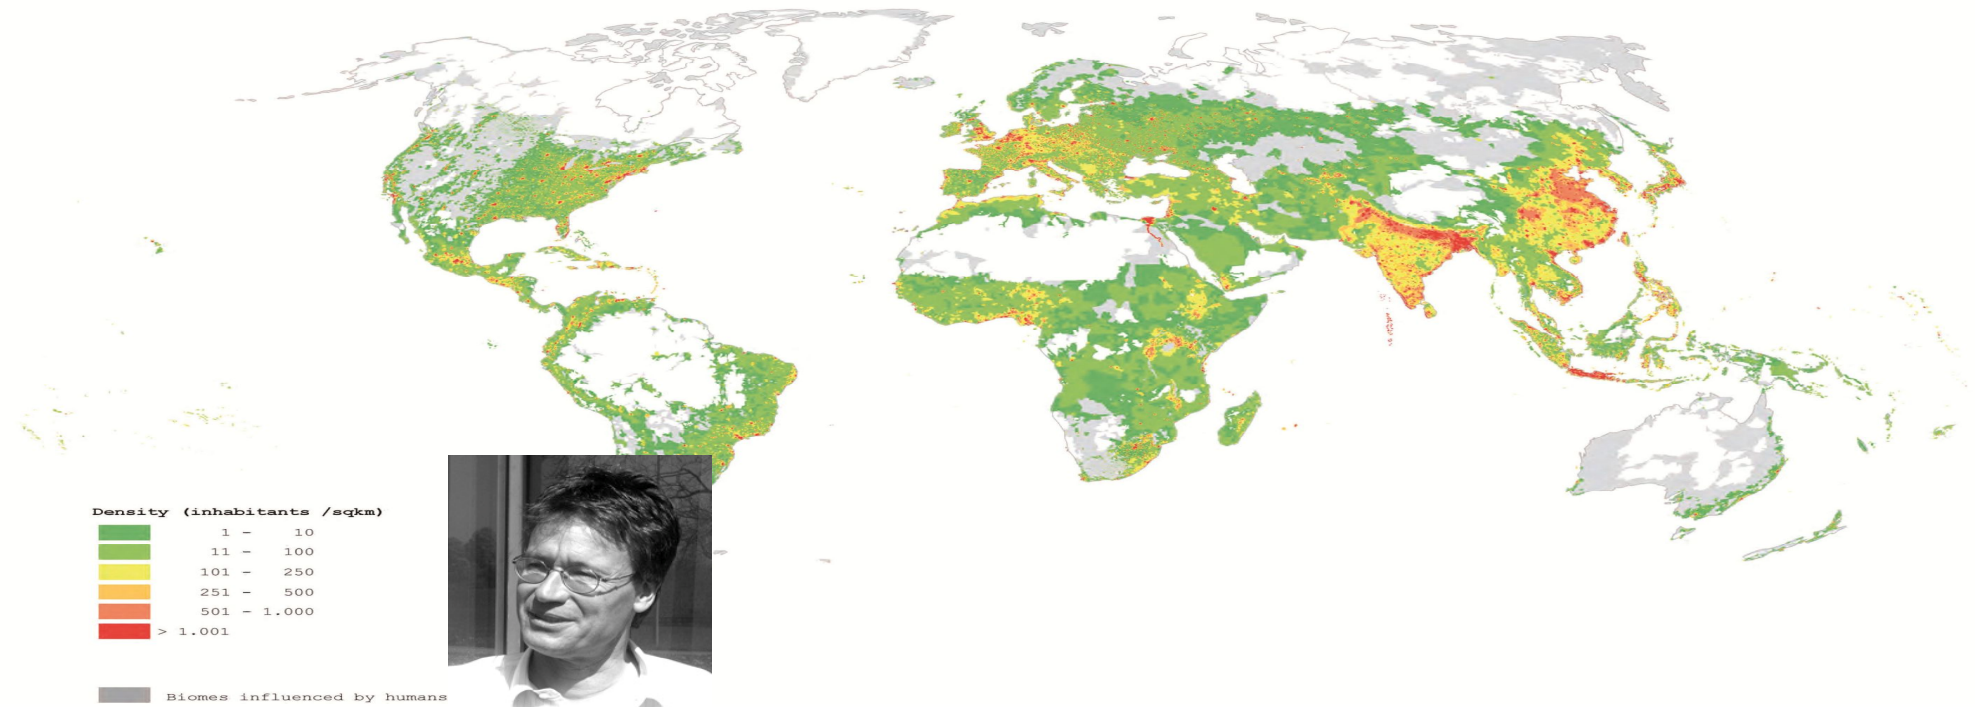 Density (inhabitants /sqkm)
1 - 10
11 - 100
101 - 250
251 - 500
501 - 1.000
> 1.001
Biomes influenced by humans